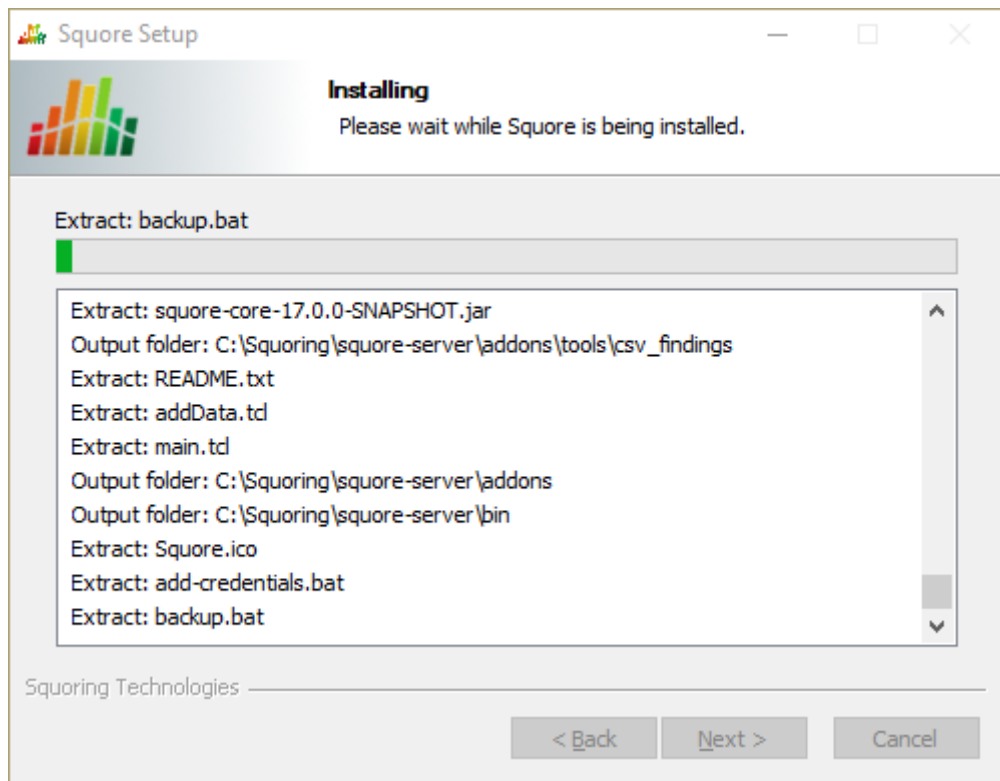 Squore Setup
Installing
Please wait while Squore is being installed.
Extract: backup.bat
Extract: squore-core-17.0.0-SNAPSHOT.jar
Output folder: C:\Squoring\squore-server\addons\tools\csv_findings
Extract: README.txt
Extract: addData.tcl
Extract: main.tcl
Output folder: C:\Squoring\squore-server\addons
Output folder: C:\Squoring\squore-server\bin
Extract: Squore.ico
Extract: add-credentials.bat
Extract: backup.bat
Squoring Technologies
< Back Next > Cancel